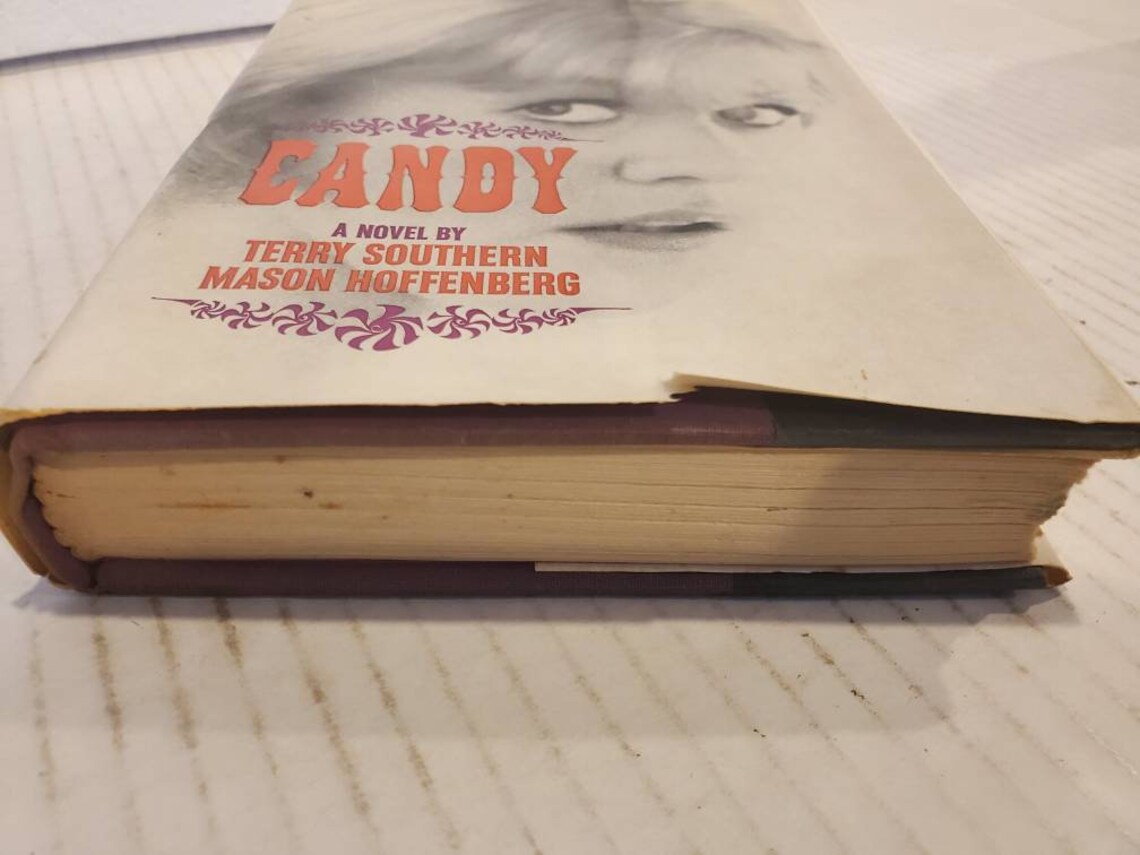 CANDY
A NOVEL BY
TERRY SOUTHERN
MASON HOFFENBERG